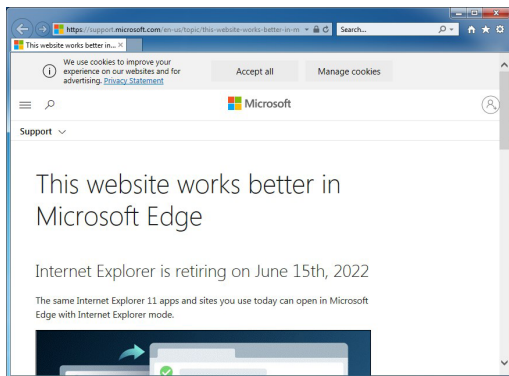 https://support.microsoft.com/en-us/topic/this-website-works-better-in-m
Search...
This website works better in...
We use cookies to improve your
experience on our websites and for
advertising. Privacy Statement
Accept all
Manage cookies
Microsoft
Support
This website works better in
Microsoft Edge
Internet Explorer is retiring on June 15th, 2022
The same Internet Explorer 11 apps and sites you use today can open in Microsoft
Edge with Internet Explorer mode.